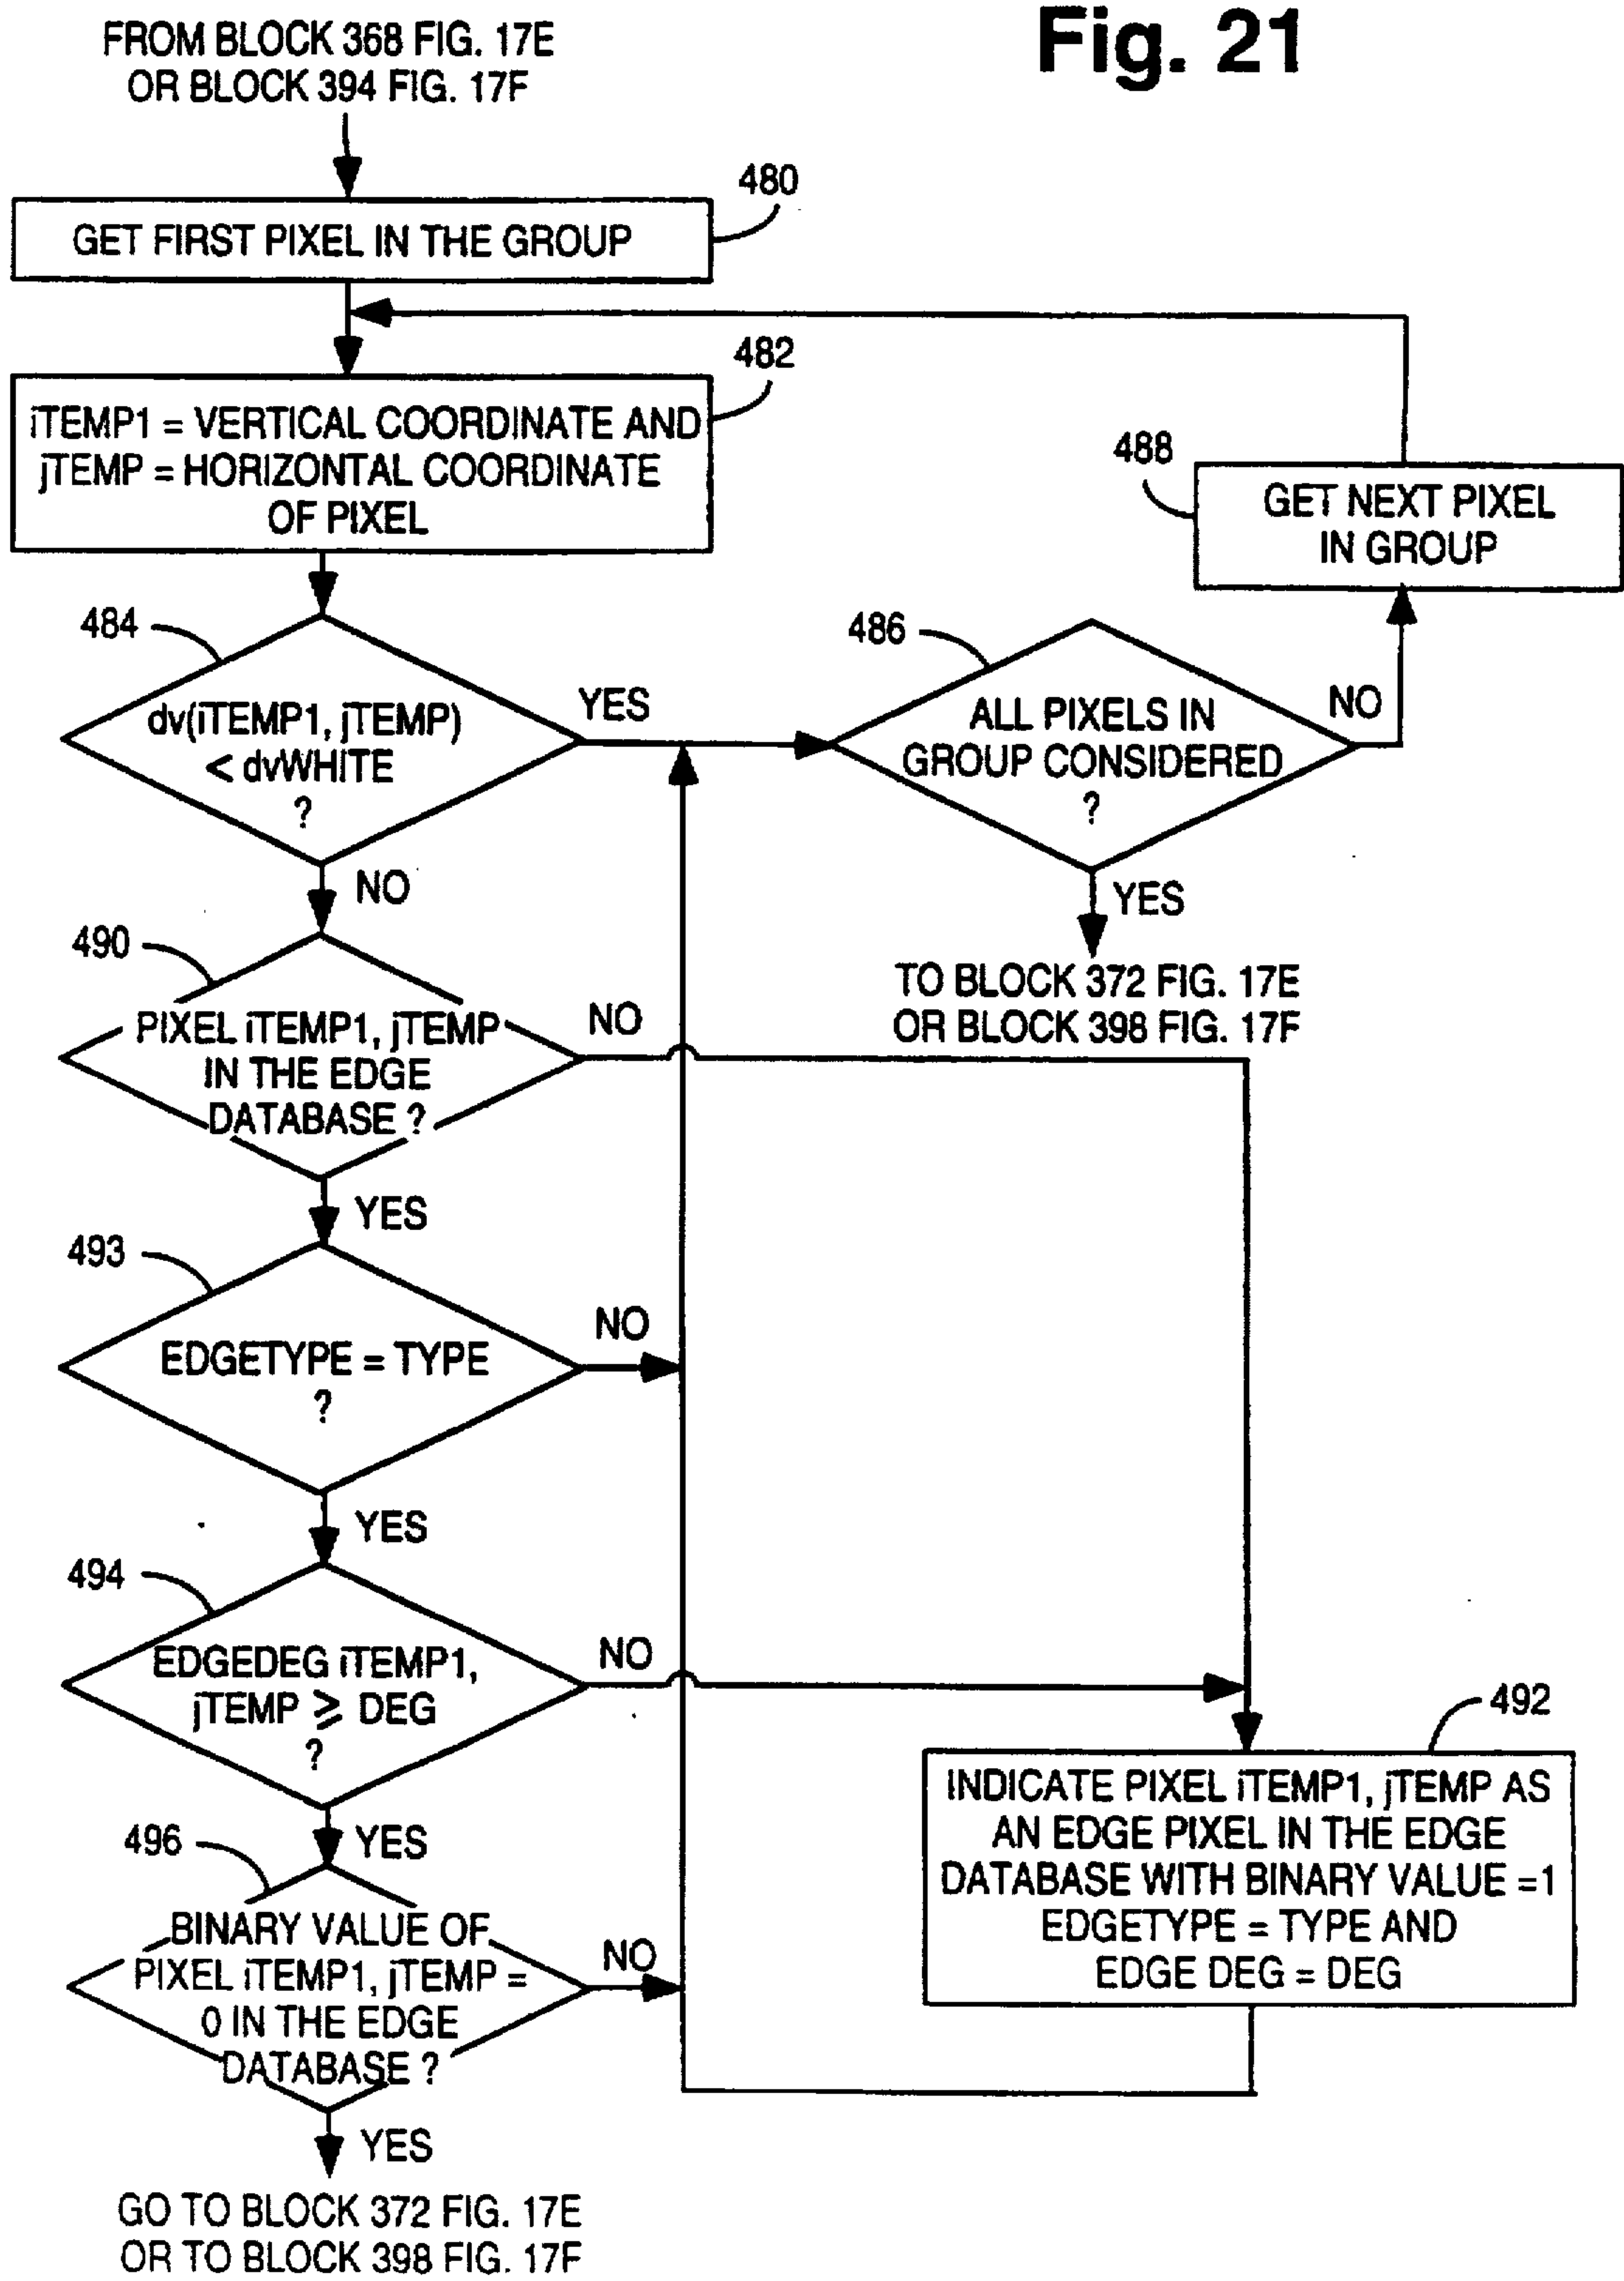 Fig. 21
FROM BLOCK 368 FIG. 17E
OR BLOCK 394 FIG. 17F
480
GET FIRST PIXEL IN THE GROUP
482
iTEMP1 = VERTICAL COORDINATE AND
jTEMP = HORIZONTAL COORDINATE
OF PIXEL
488
GET NEXT PIXEL
IN GROUP
484
dv(iTEMP1, jTEMP)
< dvWHITE
?
YES
486
ALL PIXELS IN
GROUP CONSIDERED
?
NO
NO
YES
TO BLOCK 372 FIG. 17E
OR BLOCK 398 FIG. 17F
490
PIXEL iTEMP1, jTEMP
IN THE EDGE
DATABASE ?
NO
YES
493
EDGETYPE = TYPE
?
NO
YES
494
EDGEDEG iTEMP1,
jTEMP ⩾ DEG
?
NO
YES
492
INDICATE PIXEL iTEMP1, jTEMP AS
AN EDGE PIXEL IN THE EDGE
DATABASE WITH BINARY VALUE =1
EDGETYPE = TYPE AND
EDGE DEG = DEG
496
BINARY VALUE OF
PIXEL iTEMP1, jTEMP =
0 IN THE EDGE
DATABASE ?
NO
YES
GO TO BLOCK 372 FIG. 17E
OR TO BLOCK 398 FIG. 17F